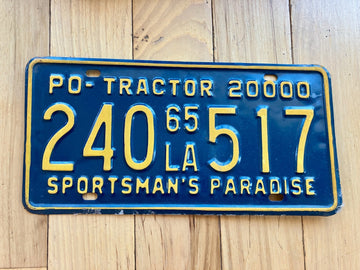 PO-TRACTOR 20000
240 65 LA 517
SPORTSMAN'S PARADISE